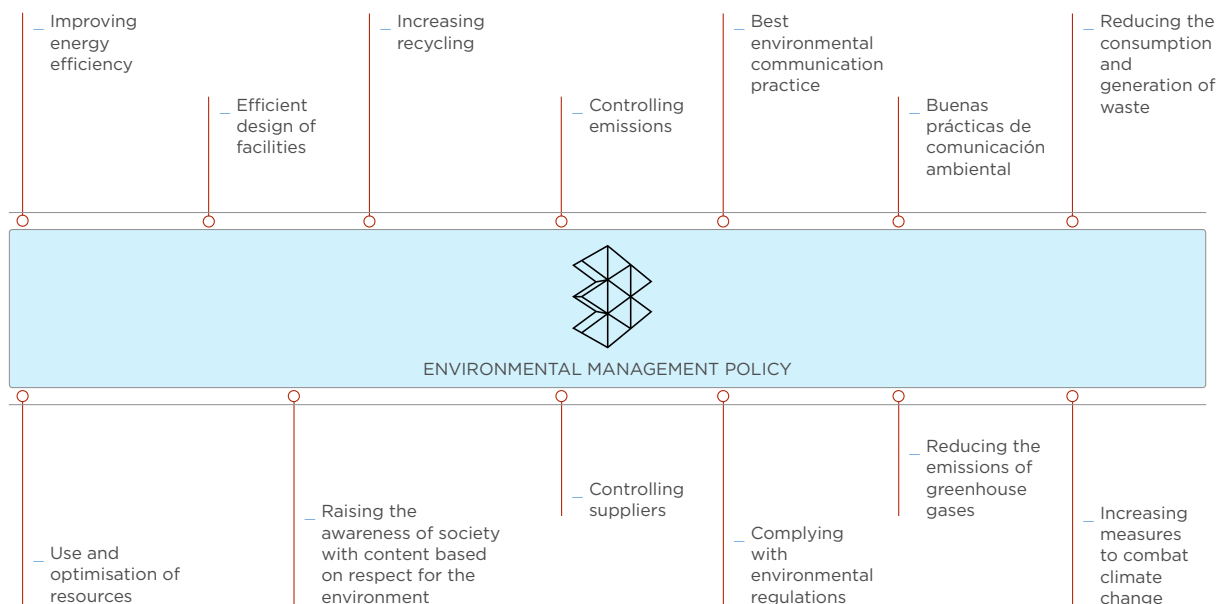 _ Improving
energy
efficiency
_ Efficient
design of
facilities
_ Increasing
recycling
_ Controlling
emissions
_ Best
environmental
communication
practice
_ Buenas
prácticas de
comunicación
ambiental
_ Reducing the
consumption
and
generation of
waste
ENVIRONMENTAL MANAGEMENT POLICY
_ Use and
optimisation of
resources
_ Raising the
awareness of society
with content based
on respect for the
environment
_ Controlling
suppliers
_ Complying
with
environmental
regulations
_ Reducing the
emissions of
greenhouse
gases
_ Increasing
measures
to combat
climate
change